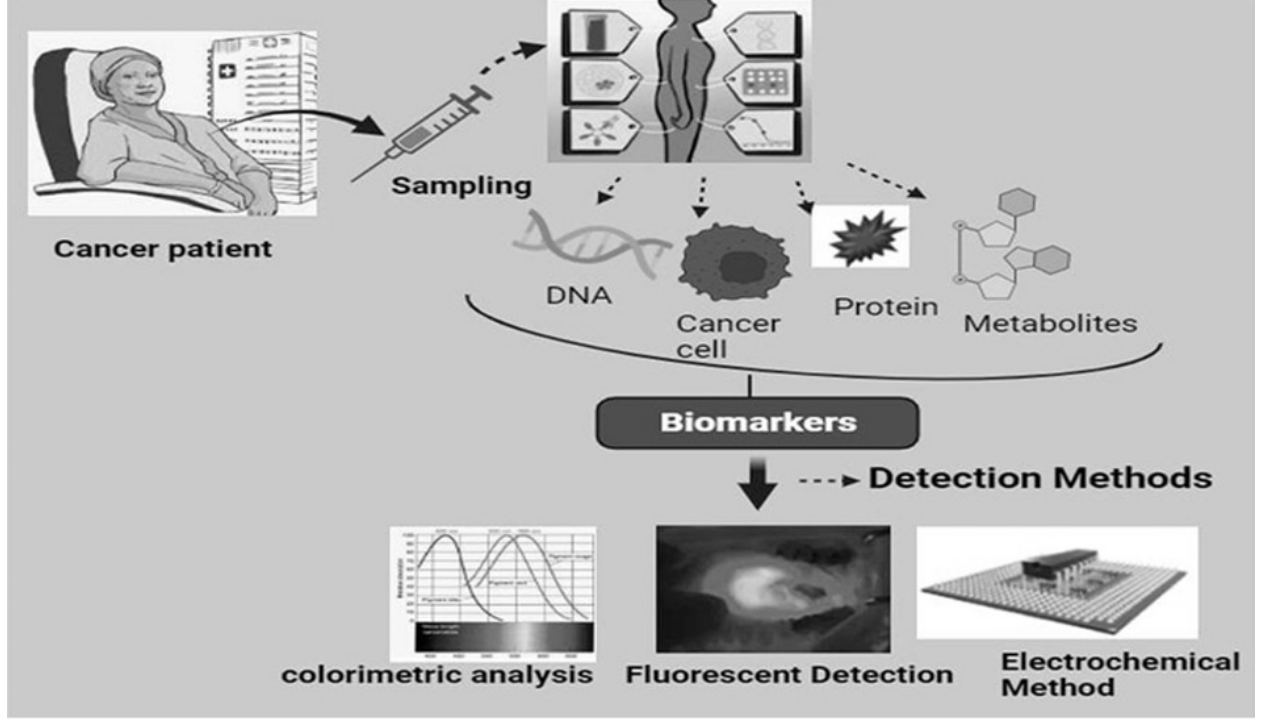 Sampling
Cancer patient
DNA
Cancer
cell
Protein
Metabolites
Biomarkers
Detection Methods
colorimetric analysis
Fluorescent Detection
Electrochemical
Method